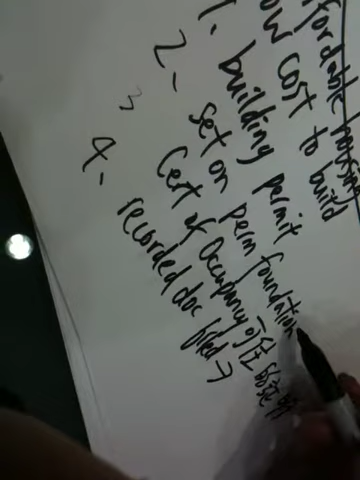 ffordable housing
ow cost to build
1. building permit
2- set on perm foundation
3 Cert of Occupancy
4- recorded doc filed →